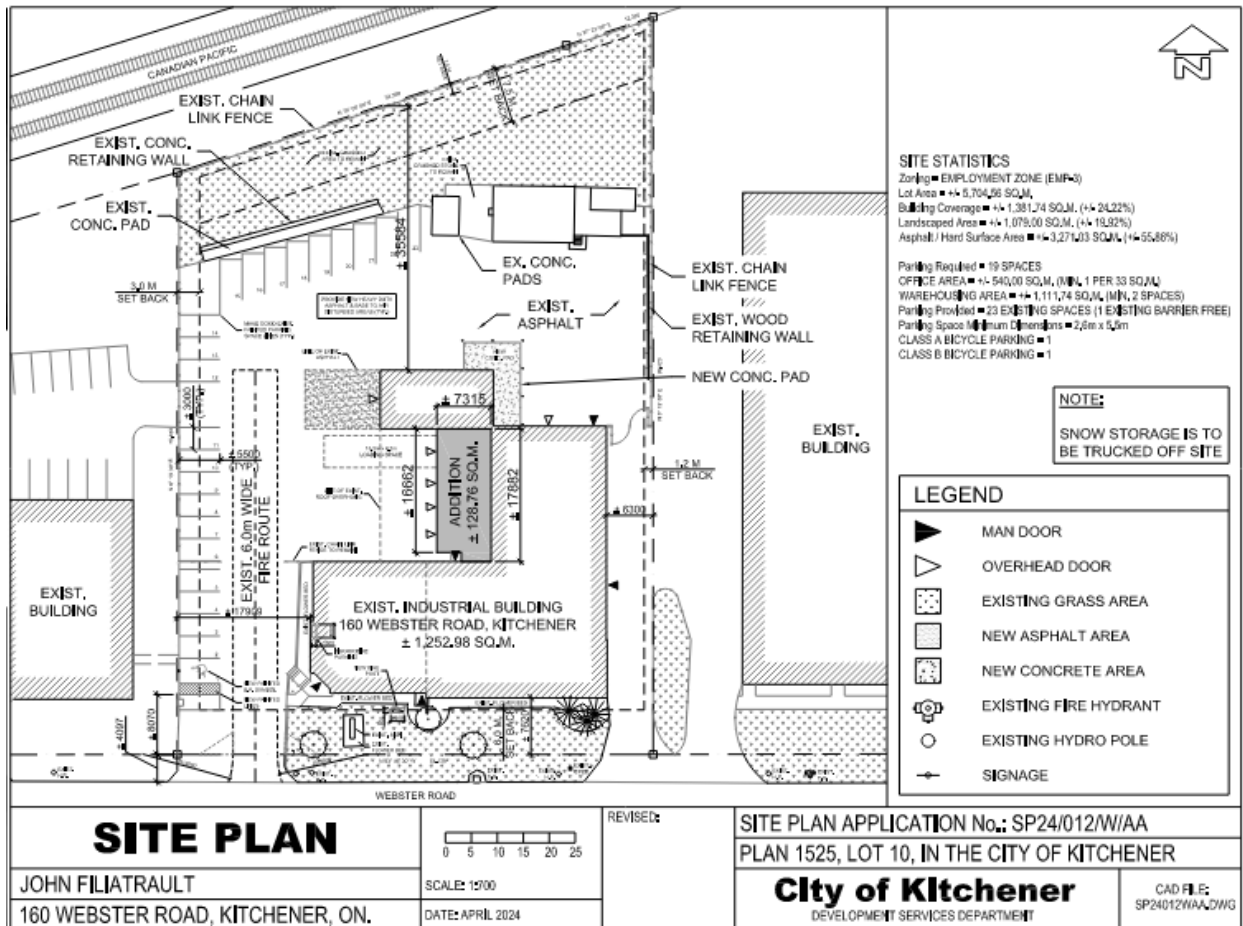 CANADIAN PACIFIC
EXIST. CHAIN
LINK FENCE
EXIST. CONC.
RETAINING WALL
EXIST.
CONC. PAD
3.0 M
SET BACK
± 35584
EX. CONC.
PADS
EXIST.
ASPHALT
EXIST. CHAIN
LINK FENCE
EXIST. WOOD
RETAINING WALL
NEW CONC. PAD
± 7315
± 3000
± 5500
(TYP.)
EXIST. 6.0m WIDE
FIRE ROUTE
± 16662
ADDITION
± 128.76 SQ.M.
± 17882
1.2 M
SET BACK
± 6300
EXIST.
BUILDING
EXIST.
BUILDING
± 17909
EXIST. INDUSTRIAL BUILDING
160 WEBSTER ROAD, KITCHENER
± 1,252.98 SQ.M.
± 4097
± 8070
6.0 M
SET BACK
± 7620
WEBSTER ROAD
N
SITE STATISTICS
Zoning = EMPLOYMENT ZONE (EMP-3)
Lot Area = +/- 5,704.56 SQ.M.
Building Coverage = +/- 1,381.74 SQ.M. (+/- 24.22%)
Landscaped Area = +/- 1,079.00 SQ.M. (+/- 19.92%)
Asphalt / Hard Surface Area = +/- 3,271.03 SQ.M. (+/- 55.86%)
Parking Required = 19 SPACES
OFFICE AREA = +/- 540.00 SQ.M. (MIN. 1 PER 33 SQ.M.)
WAREHOUSING AREA = +/- 1,111.74 SQ.M. (MIN. 2 SPACES)
Parking Provided = 23 EXISTING SPACES (1 EXISTING BARRIER FREE)
Parking Space Minimum Dimensions = 2.6m x 5.5m
CLASS A BICYCLE PARKING = 1
CLASS B BICYCLE PARKING = 1
NOTE:
SNOW STORAGE IS TO
BE TRUCKED OFF SITE
LEGEND
MAN DOOR
OVERHEAD DOOR
EXISTING GRASS AREA
NEW ASPHALT AREA
NEW CONCRETE AREA
EXISTING FIRE HYDRANT
EXISTING HYDRO POLE
SIGNAGE
SITE PLAN
JOHN FILIATRAULT
160 WEBSTER ROAD, KITCHENER, ON.
0 5 10 15 20 25
SCALE: 1:700
DATE: APRIL 2024
REVISED:
SITE PLAN APPLICATION No.: SP24/012/W/AA
PLAN 1525, LOT 10, IN THE CITY OF KITCHENER
City of Kitchener
DEVELOPMENT SERVICES DEPARTMENT
CAD FILE:
SP24012WAA.DWG